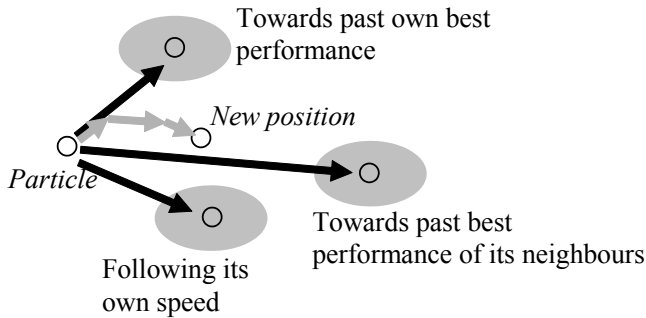 Towards past own best
performance
New position
Particle
Towards past best
performance of its neighbours
Following its
own speed